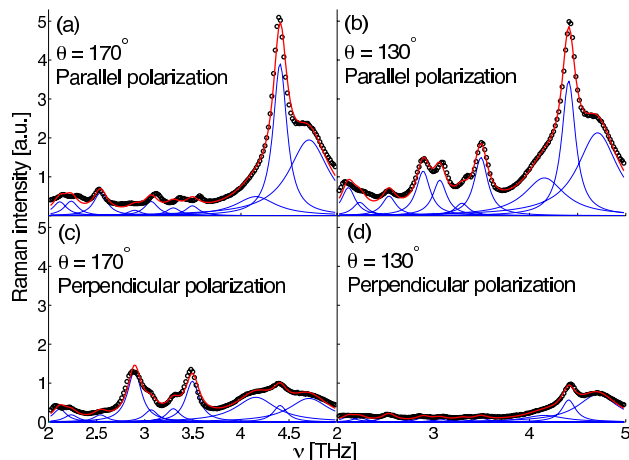 (a)
θ = 170°
Parallel polarization
(b)
θ = 130°
Parallel polarization
5
4
3
2
1
(c)
θ = 170°
Perpendicular polarization
(d)
θ = 130°
Perpendicular polarization
5
4
3
2
1
0
2 2.5 3 3.5 4 4.5 2 3 4 5
Raman intensity [a.u.]
ν [THz]